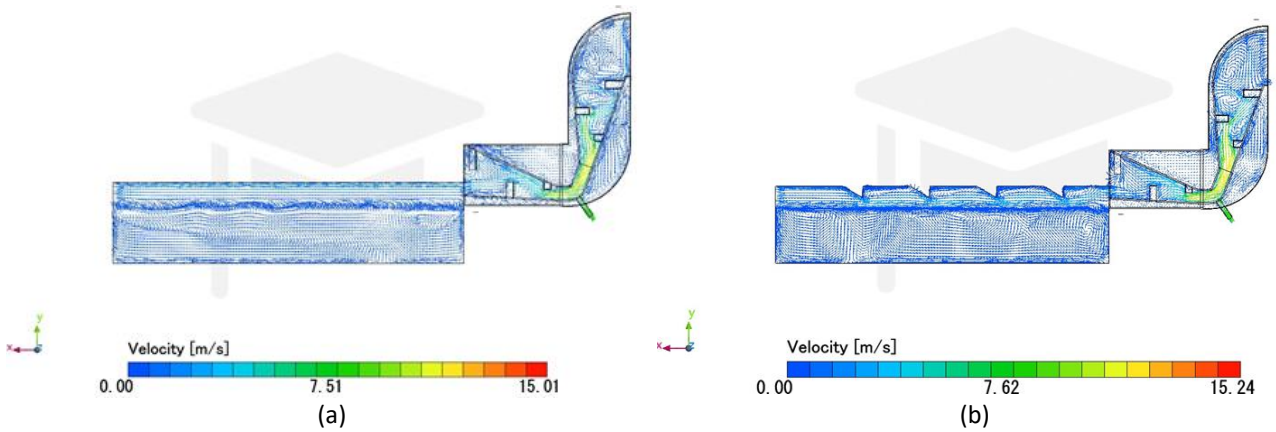 y
x z
Velocity [m/s]
0.00 7.51 15.01
(a)
y
x z
Velocity [m/s]
0.00 7.62 15.24
(b)